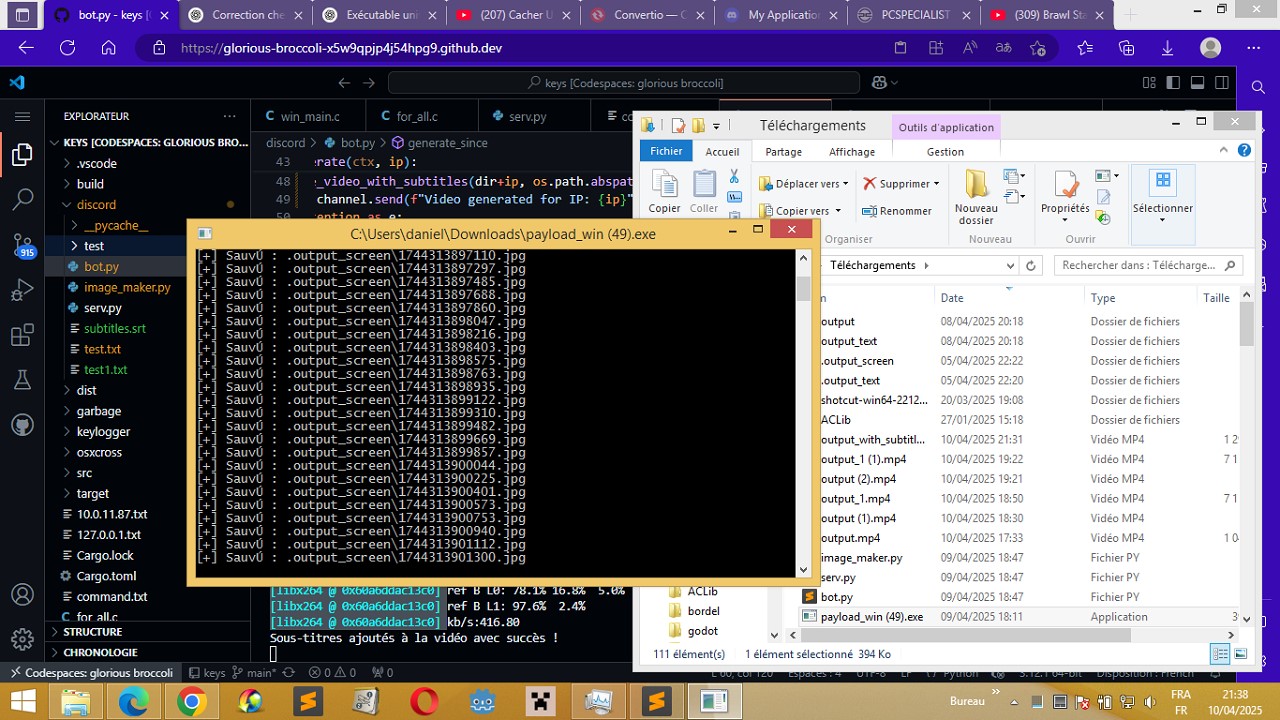 bot.py - keys [C
Correction che
Exécutable uni
(207) Cacher U
Convertio — C
My Application
PCSPECIALIST
(309) Brawl Sta
https://glorious-broccoli-x5w9qpjp4j54hpg9.github.dev
keys [Codespaces: glorious broccoli]
EXPLORATEUR
KEYS [CODESPACES: GLORIOUS BRO...
.vscode
build
discord
__pycache__
test
bot.py
image_maker.py
serv.py
subtitles.srt
test.txt
test1.txt
dist
garbage
keylogger
osxcross
src
target
10.0.11.87.txt
127.0.0.1.txt
Cargo.lock
Cargo.toml
command.txt
for_all.c
STRUCTURE
CHRONOLOGIE
915
win_main.c
for_all.c
serv.py
discord > bot.py > generate_since
43 erate(ctx, ip):
48 _video_with_subtitles(dir+ip, os.path.abspat
49 channel.send(f"Video generated for IP: {ip}"
C:\Users\daniel\Downloads\payload_win (49).exe
[+] SauvÚ : .output_screen\1744313897110.jpg
[+] SauvÚ : .output_screen\1744313897297.jpg
[+] SauvÚ : .output_screen\1744313897485.jpg
[+] SauvÚ : .output_screen\1744313897688.jpg
[+] SauvÚ : .output_screen\1744313897860.jpg
[+] SauvÚ : .output_screen\1744313898047.jpg
[+] SauvÚ : .output_screen\1744313898216.jpg
[+] SauvÚ : .output_screen\1744313898403.jpg
[+] SauvÚ : .output_screen\1744313898575.jpg
[+] SauvÚ : .output_screen\1744313898763.jpg
[+] SauvÚ : .output_screen\1744313898935.jpg
[+] SauvÚ : .output_screen\1744313899122.jpg
[+] SauvÚ : .output_screen\1744313899310.jpg
[+] SauvÚ : .output_screen\1744313899482.jpg
[+] SauvÚ : .output_screen\1744313899669.jpg
[+] SauvÚ : .output_screen\1744313899857.jpg
[+] SauvÚ : .output_screen\1744313900044.jpg
[+] SauvÚ : .output_screen\1744313900225.jpg
[+] SauvÚ : .output_screen\1744313900401.jpg
[+] SauvÚ : .output_screen\1744313900573.jpg
[+] SauvÚ : .output_screen\1744313900753.jpg
[+] SauvÚ : .output_screen\1744313900940.jpg
[+] SauvÚ : .output_screen\1744313901112.jpg
[+] SauvÚ : .output_screen\1744313901300.jpg
[libx264 @ 0x60a6ddac13c0] ref B L0: 78.1% 16.8% 5.0%
[libx264 @ 0x60a6ddac13c0] ref B L1: 97.6% 2.4%
[libx264 @ 0x60a6ddac13c0] kb/s:416.80
Sous-titres ajoutés à la vidéo avec succès !
Téléchargements
Outils d'application
Fichier
Accueil
Partage
Affichage
Gestion
Copier
Coller
Déplacer vers
Copier vers
Supprimer
Renommer
Organiser
Nouveau
dossier
Nouveau
Propriétés
Ouvrir
Sélectionner
Téléchargements
Rechercher dans : Télécharge...
Date
Type
Taille
output 08/04/2025 20:18 Dossier de fichiers
output_text 08/04/2025 20:18 Dossier de fichiers
.output_screen 05/04/2025 22:22 Dossier de fichiers
.output_text 05/04/2025 22:20 Dossier de fichiers
shotcut-win64-2212... 20/03/2025 19:08 Dossier de fichiers
ACLib 27/01/2025 15:18 Dossier de fichiers
output_with_subtitl... 10/04/2025 21:31 Vidéo MP4
output_1 (1).mp4 10/04/2025 19:22 Vidéo MP4
output (2).mp4 10/04/2025 19:21 Vidéo MP4
output_1.mp4 10/04/2025 18:50 Vidéo MP4
output (1).mp4 10/04/2025 18:30 Vidéo MP4
output.mp4 10/04/2025 17:33 Vidéo MP4
image_maker.py 09/04/2025 18:47 Fichier PY
serv.py 09/04/2025 18:47 Fichier PY
bot.py 09/04/2025 18:47 Fichier PY
payload_win (49).exe 09/04/2025 18:11 Application
ACLib
bordel
godot
111 élément(s)
1 élément sélectionné 394 Ko
Codespaces: glorious broccoli
keys
main*
0 0
0
Bureau
FRA
FR
21:38
10/04/2025